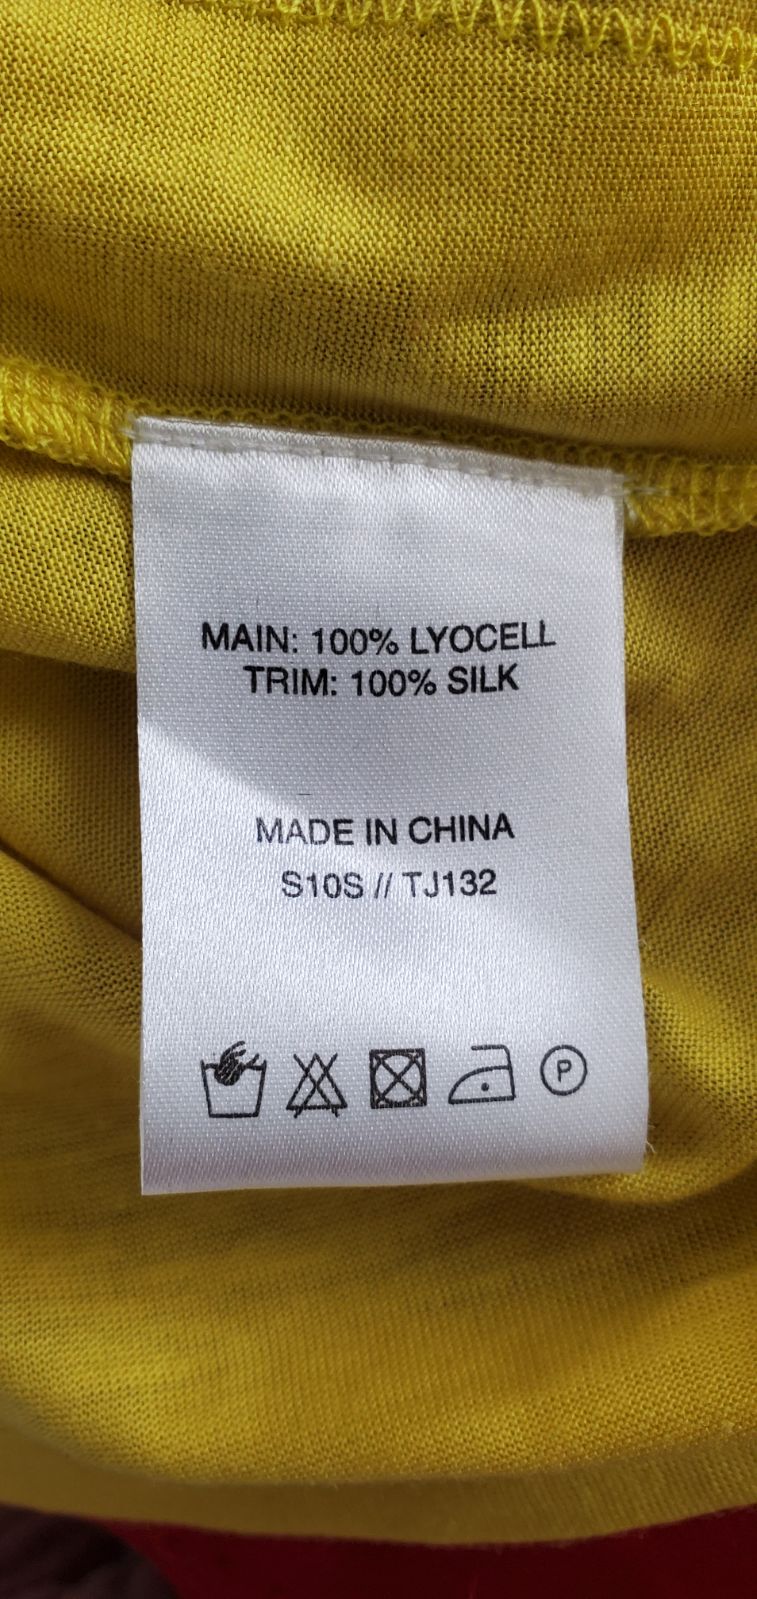 MAIN: 100% LYOCELL
TRIM: 100% SILK
MADE IN CHINA
S10S // TJ132
P